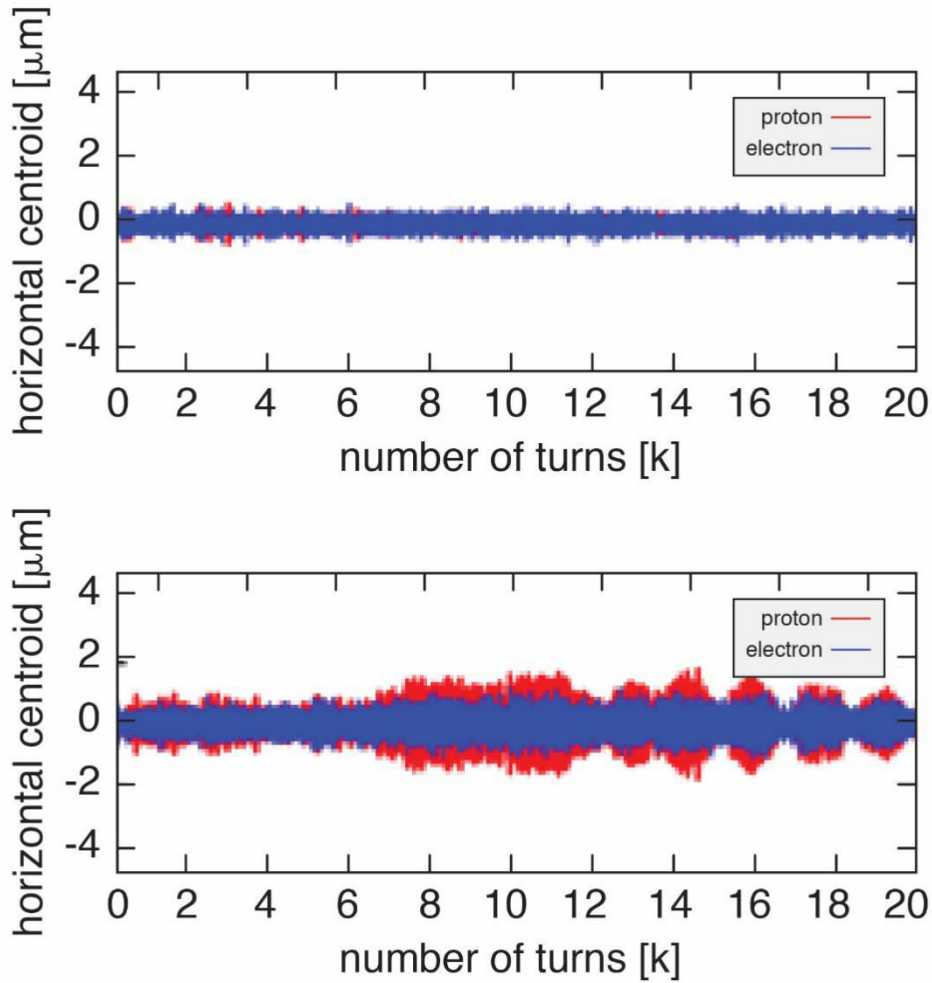 horizontal centroid [μm]
4
2
0
-2
-4
proton
electron
0 2 4 6 8 10 12 14 16 18 20
number of turns [k]
horizontal centroid [μm]
4
2
0
-2
-4
proton
electron
0 2 4 6 8 10 12 14 16 18 20
number of turns [k]